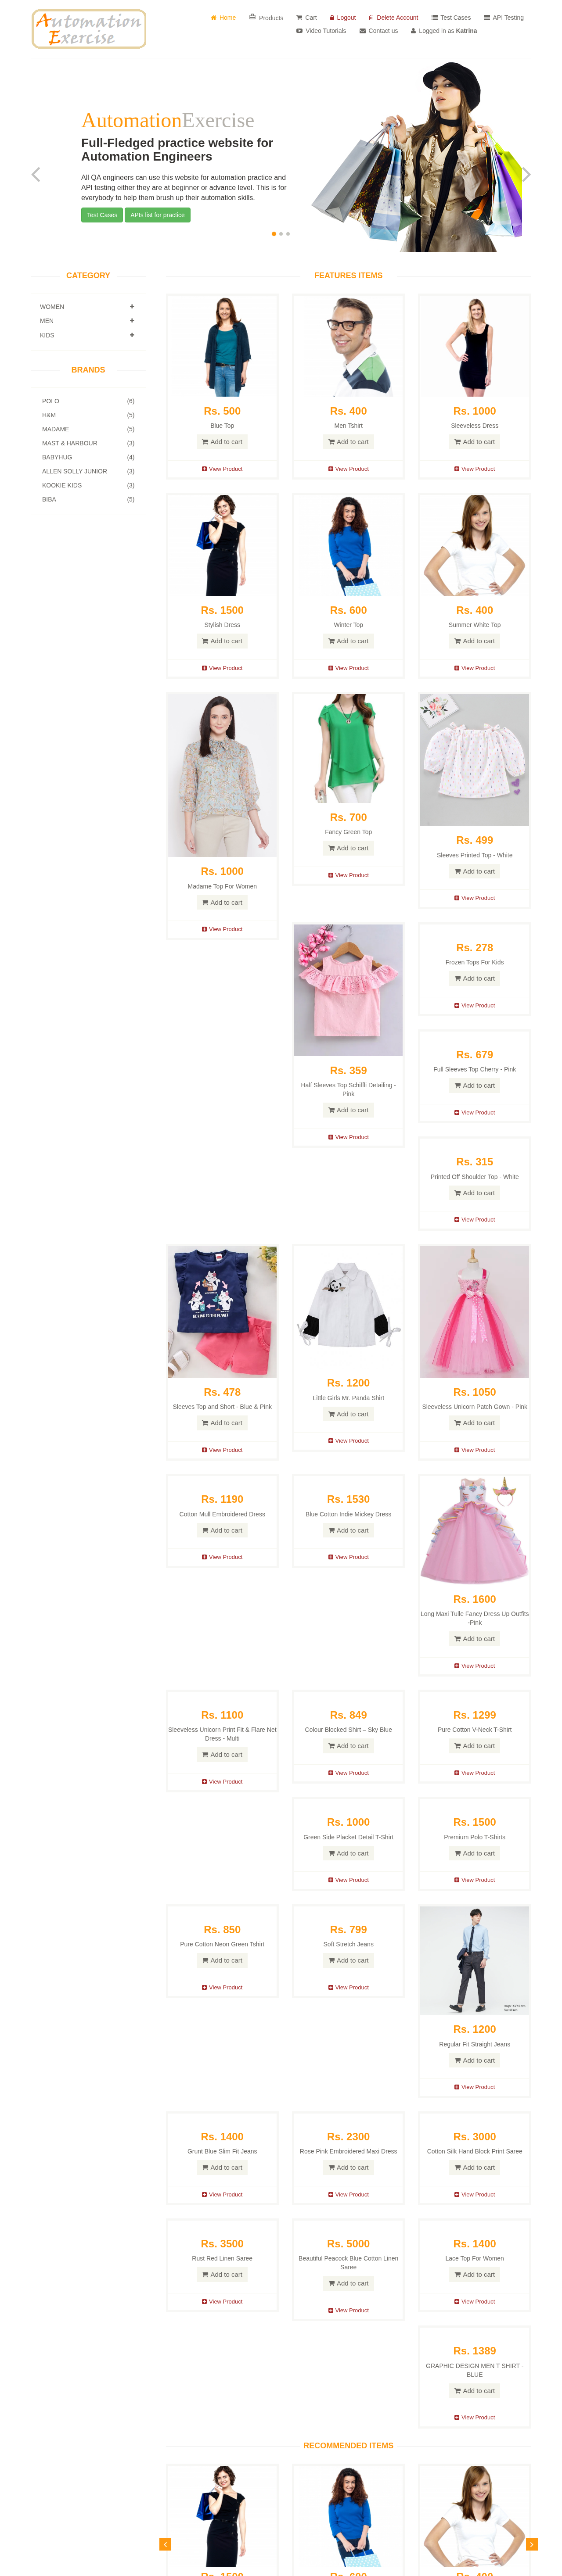 Automation
Exercise
Home
Products
Cart
Logout
Delete Account
Test Cases
API Testing
Video Tutorials
Contact us
Logged in as Katrina
AutomationExercise
Full-Fledged practice website for
Automation Engineers
All QA engineers can use this website for automation practice and
API testing either they are at beginner or advance level. This is for
everybody to help them brush up their automation skills.
Test Cases
APIs list for practice
CATEGORY
WOMEN
MEN
KIDS
BRANDS
POLO (6)
H&M (5)
MADAME (5)
MAST & HARBOUR (3)
BABYHUG (4)
ALLEN SOLLY JUNIOR (3)
KOOKIE KIDS (3)
BIBA (5)
FEATURES ITEMS
Rs. 500
Blue Top
Add to cart
View Product
Rs. 400
Men Tshirt
Add to cart
View Product
Rs. 1000
Sleeveless Dress
Add to cart
View Product
Rs. 1500
Stylish Dress
Add to cart
View Product
Rs. 600
Winter Top
Add to cart
View Product
Rs. 400
Summer White Top
Add to cart
View Product
Rs. 1000
Madame Top For Women
Add to cart
View Product
Rs. 700
Fancy Green Top
Add to cart
View Product
Rs. 499
Sleeves Printed Top - White
Add to cart
View Product
Rs. 359
Half Sleeves Top Schiffli Detailing -
Pink
Add to cart
View Product
Rs. 278
Frozen Tops For Kids
Add to cart
View Product
Rs. 679
Full Sleeves Top Cherry - Pink
Add to cart
View Product
Rs. 315
Printed Off Shoulder Top - White
Add to cart
View Product
Rs. 478
Sleeves Top and Short - Blue & Pink
Add to cart
View Product
Rs. 1200
Little Girls Mr. Panda Shirt
Add to cart
View Product
Rs. 1050
Sleeveless Unicorn Patch Gown - Pink
Add to cart
View Product
Rs. 1190
Cotton Mull Embroidered Dress
Add to cart
View Product
Rs. 1530
Blue Cotton Indie Mickey Dress
Add to cart
View Product
Rs. 1600
Long Maxi Tulle Fancy Dress Up Outfits
-Pink
Add to cart
View Product
Rs. 1100
Sleeveless Unicorn Print Fit & Flare Net
Dress - Multi
Add to cart
View Product
Rs. 849
Colour Blocked Shirt – Sky Blue
Add to cart
View Product
Rs. 1299
Pure Cotton V-Neck T-Shirt
Add to cart
View Product
Rs. 1000
Green Side Placket Detail T-Shirt
Add to cart
View Product
Rs. 1500
Premium Polo T-Shirts
Add to cart
View Product
Rs. 850
Pure Cotton Neon Green Tshirt
Add to cart
View Product
Rs. 799
Soft Stretch Jeans
Add to cart
View Product
Rs. 1200
Regular Fit Straight Jeans
Add to cart
View Product
Rs. 1400
Grunt Blue Slim Fit Jeans
Add to cart
View Product
Rs. 2300
Rose Pink Embroidered Maxi Dress
Add to cart
View Product
Rs. 3000
Cotton Silk Hand Block Print Saree
Add to cart
View Product
Rs. 3500
Rust Red Linen Saree
Add to cart
View Product
Rs. 5000
Beautiful Peacock Blue Cotton Linen
Saree
Add to cart
View Product
Rs. 1400
Lace Top For Women
Add to cart
View Product
Rs. 1389
GRAPHIC DESIGN MEN T SHIRT -
BLUE
Add to cart
View Product
RECOMMENDED ITEMS
Rs. 1500
Rs. 600
Rs. 400